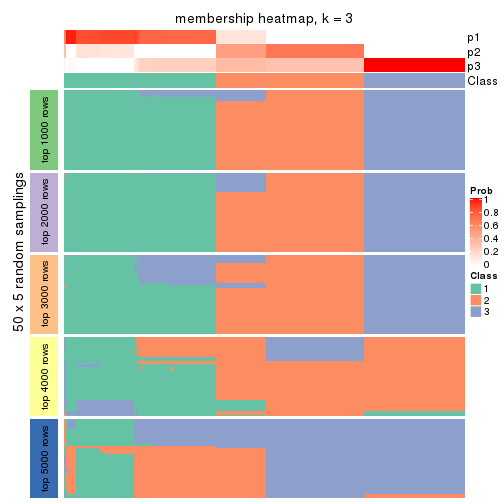 membership heatmap, k = 3
p1
p2
p3
Class
50 x 5 random samplings
top 1000 rows
top 2000 rows
top 3000 rows
top 4000 rows
top 5000 rows
Prob
1
0.8
0.6
0.4
0.2
0
Class
1
2
3